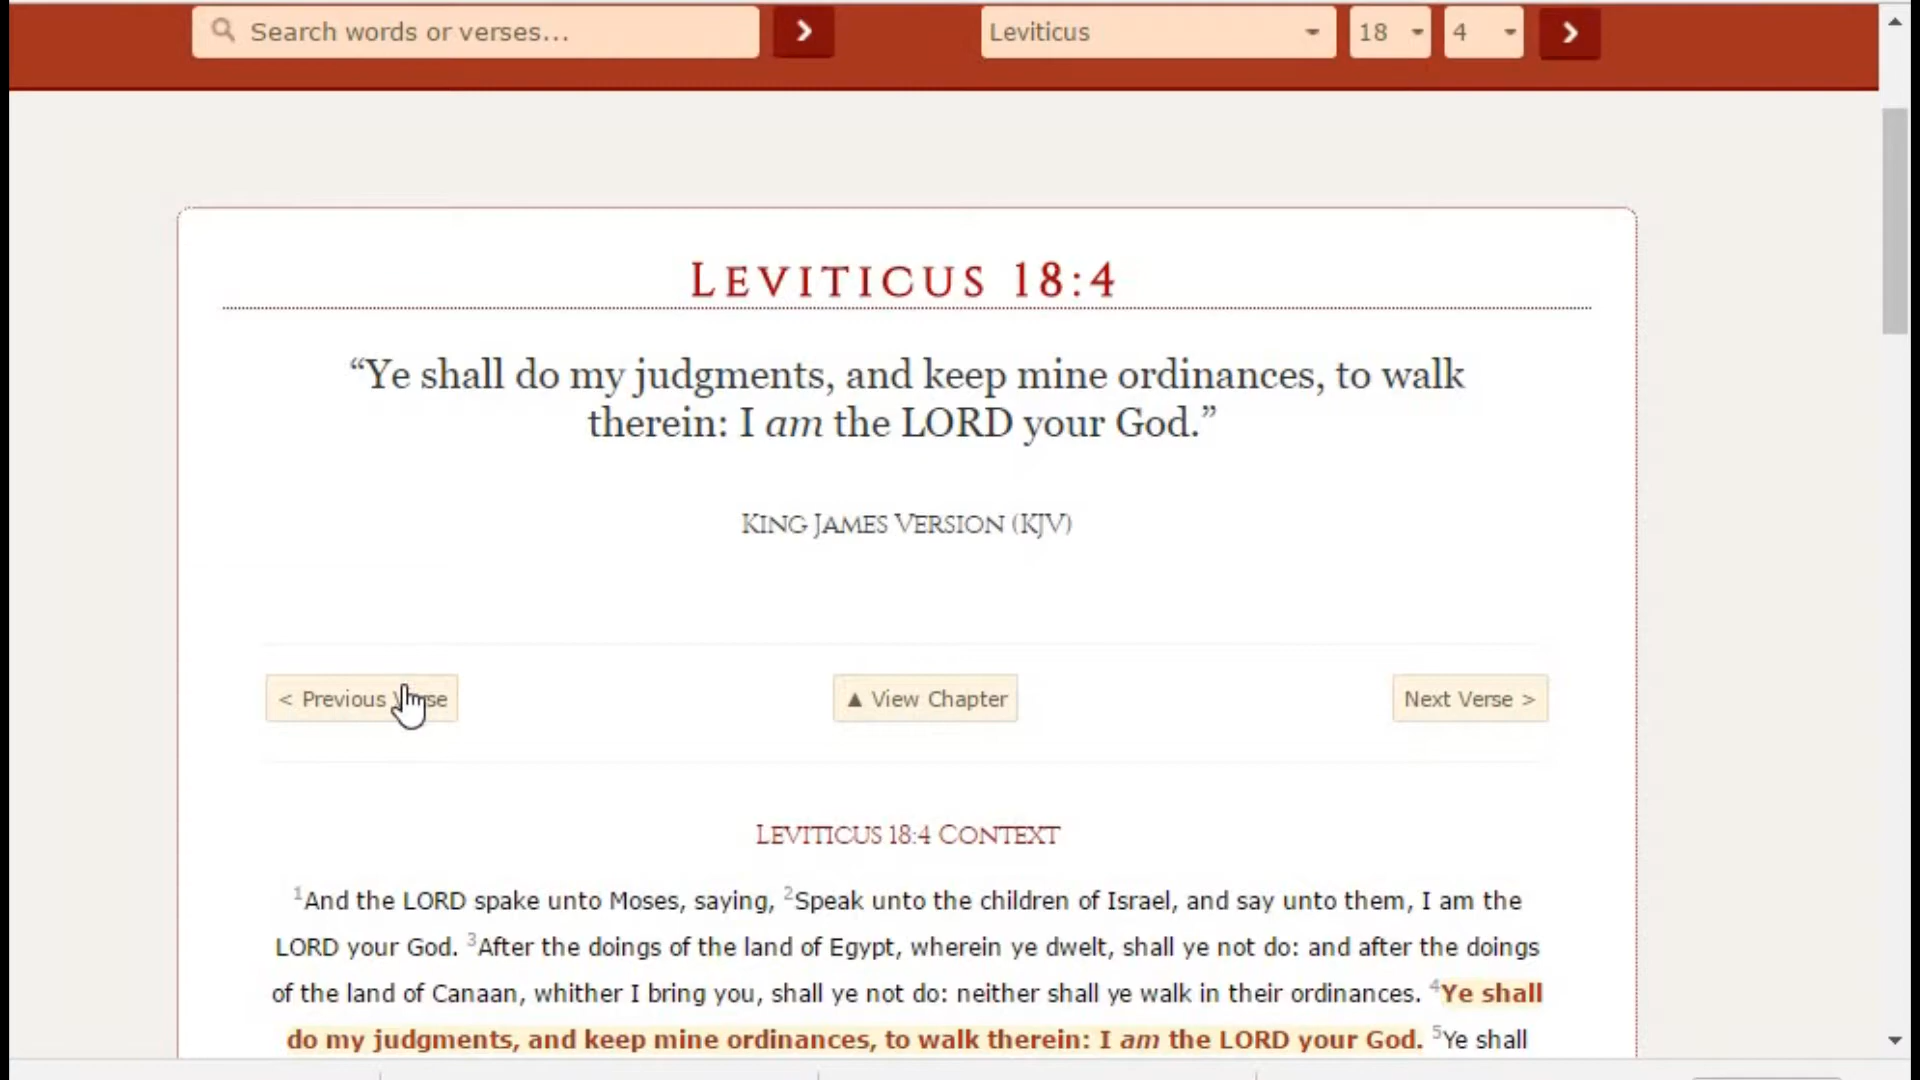 Search words or verses...
Leviticus 18 4
LEVITICUS 18:4
“Ye shall do my judgments, and keep mine ordinances, to walk
therein: I am the LORD your God.”
KING JAMES VERSION (KJV)
< Previous Verse ▲ View Chapter Next Verse >
LEVITICUS 18:4 CONTEXT
1And the LORD spake unto Moses, saying, 2Speak unto the children of Israel, and say unto them, I am the
LORD your God. 3After the doings of the land of Egypt, wherein ye dwelt, shall ye not do: and after the doings
of the land of Canaan, whither I bring you, shall ye not do: neither shall ye walk in their ordinances. 4Ye shall
do my judgments, and keep mine ordinances, to walk therein: I am the LORD your God. 5Ye shall